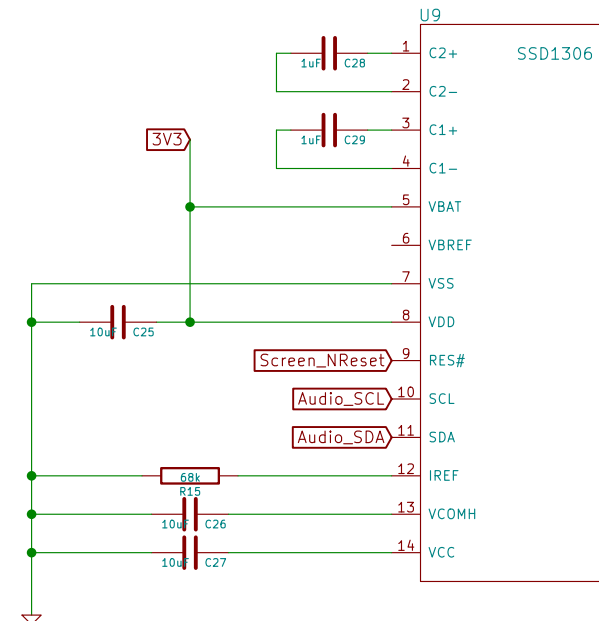 U9
SSD1306
1uF C28 1 C2+
2 C2-
1uF C29 3 C1+
3V3
4 C1-
5 VBAT
6 VBREF
7 VSS
10uF C25 8 VDD
Screen_NReset 9 RES#
Audio_SCL 10 SCL
Audio_SDA 11 SDA
68k 12 IREF
R15
10uF C26 13 VCOMH
10uF C27 14 VCC